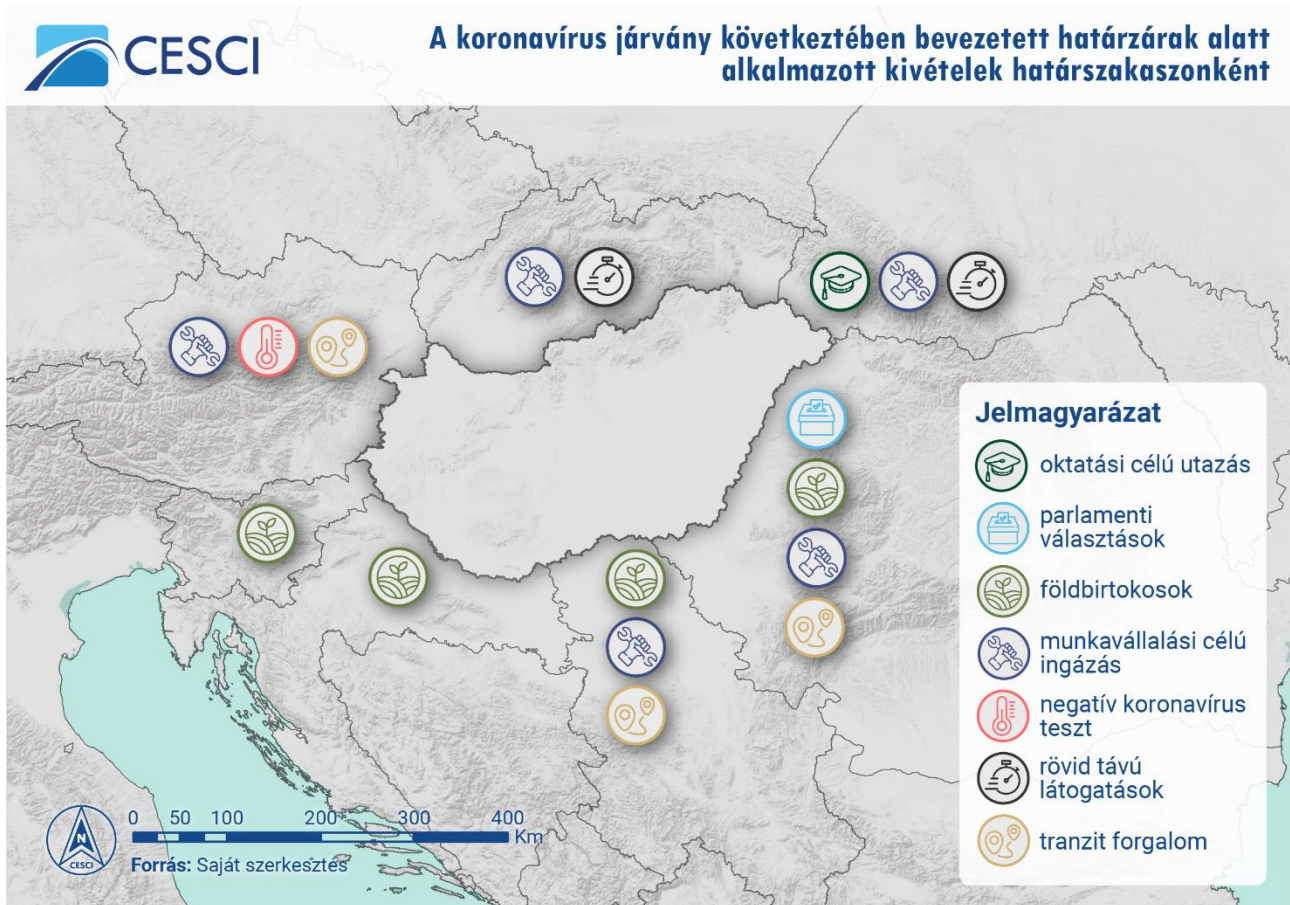 CESCI
A koronavírus járvány következtében bevezetett határzárak alatt
alkalmazott kivételek határszakaszonként
Jelmagyarázat
oktatási célú utazás
parlamenti
választások
földbirtokosok
munkavállalási célú
ingázás
negatív koronavírus
teszt
rövid távú
látogatások
tranzit forgalom
0 50 100 200 300 400
Km
N
CESCI
Forrás: Saját szerkesztés